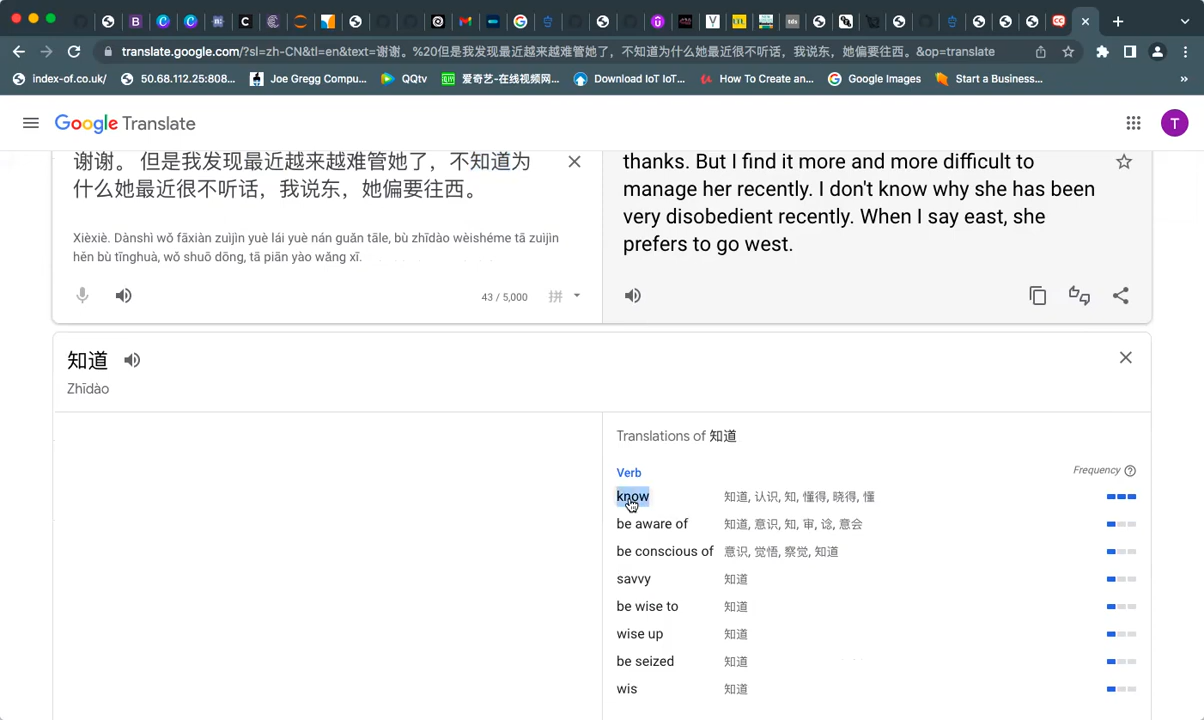 translate.google.com/?sl=zh-CN&tl=en&text=谢谢。%20但是我发现最近越来越难管她了，不知道为什么她最近很不听话，我说东，她偏要往西。&op=translate
index-of.co.uk/ 50.68.112.25:808... Joe Gregg Compu... QQtv 爱奇艺-在线视频网... Download IoT IoT... How To Create an... Google Images Start a Business... »
Google Translate T
谢谢。 但是我发现最近越来越难管她了，不知道为
什么她最近很不听话，我说东，她偏要往西。
Xièxiè. Dànshì wǒ fāxiàn zuìjìn yuè lái yuè nán guǎn tāle, bù zhīdào wèishéme tā zuìjìn
hěn bù tīnghuà, wǒ shuō dōng, tā piān yào wǎng xī.
43 / 5,000 拼
thanks. But I find it more and more difficult to
manage her recently. I don't know why she has been
very disobedient recently. When I say east, she
prefers to go west.
知道
Zhīdào
Translations of 知道
Verb Frequency
know 知道, 认识, 知, 懂得, 晓得, 懂
be aware of 知道, 意识, 知, 审, 谂, 意会
be conscious of 意识, 觉悟, 察觉, 知道
savvy 知道
be wise to 知道
wise up 知道
be seized 知道
wis 知道